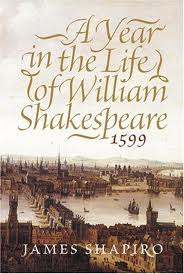 A Year
in the Life
of William
Shakespeare
1599
JAMES SHAPIRO